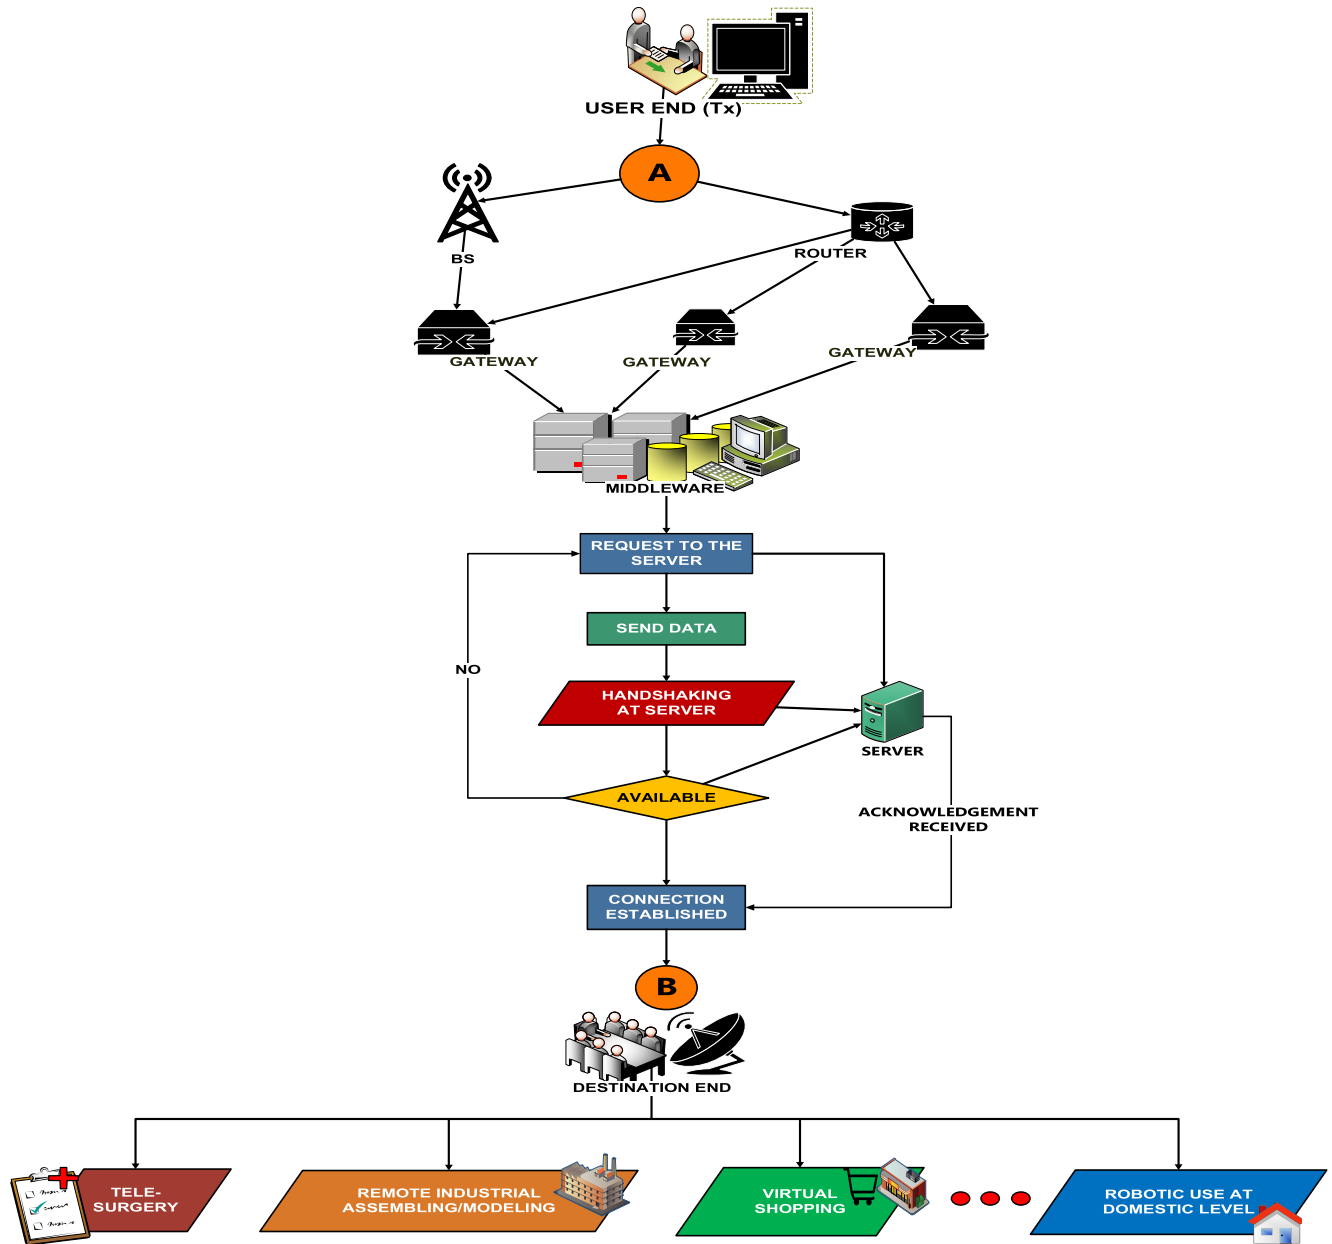 USER END (Tx)
A
BS
ROUTER
GATEWAY
GATEWAY
GATEWAY
MIDDLEWARE
REQUEST TO THE
SERVER
SEND DATA
NO
HANDSHAKING
AT SERVER
SERVER
AVAILABLE
ACKNOWLEDGEMENT
RECEIVED
CONNECTION
ESTABLISHED
B
DESTINATION END
TELE-
SURGERY
REMOTE INDUSTRIAL
ASSEMBLING/MODELING
VIRTUAL
SHOPPING
ROBOTIC USE AT
DOMESTIC LEVEL